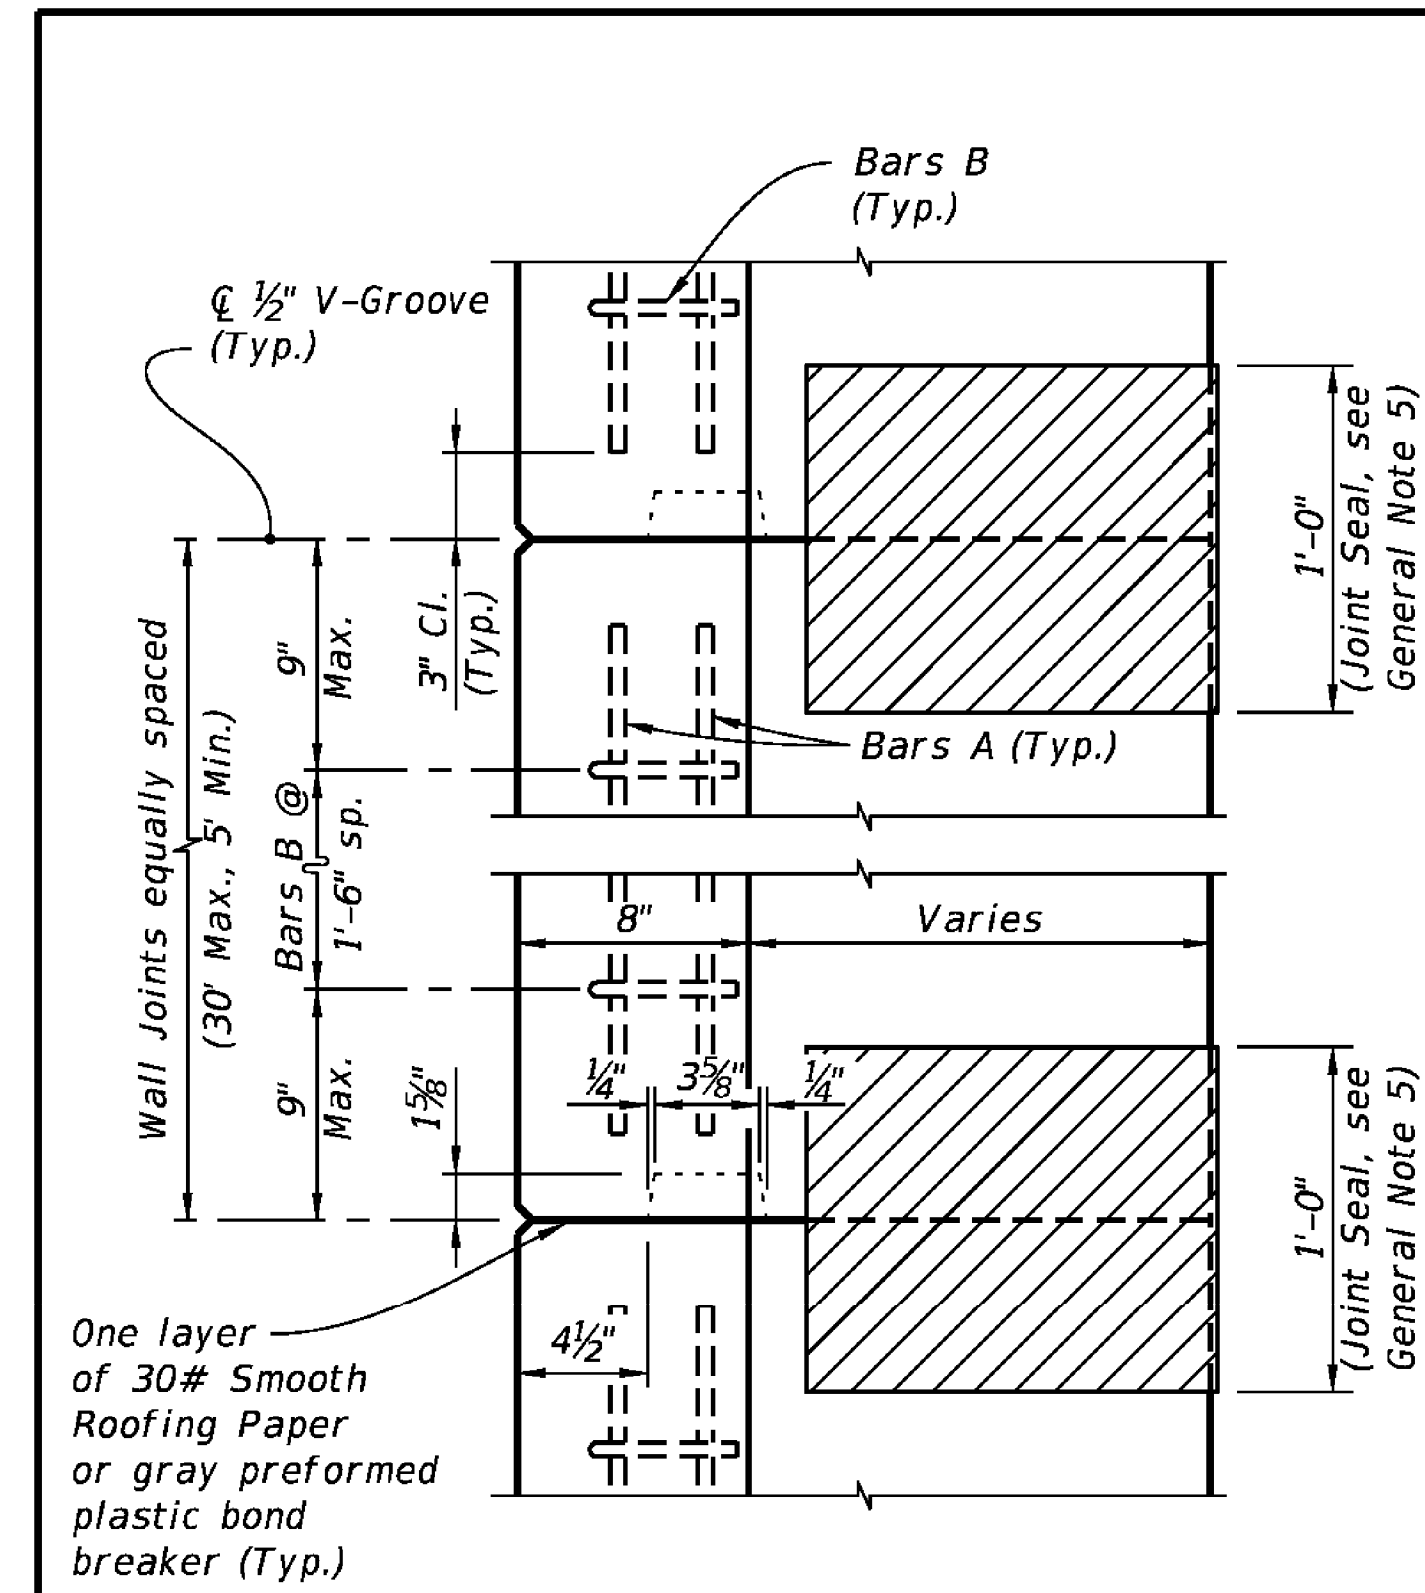 Bars B
(Typ.)
℄ ½" V-Groove
(Typ.)
3" Cl.
(Typ.)
9"
Max.
Wall Joints equally spaced
(30' Max., 5' Min.)
Bars B @
1'-6" sp.
1'-0"
(Joint Seal, see
General Note 5)
Bars A (Typ.)
8"
Varies
9"
Max.
1⅝"
¼"
3⅝"
¼"
1'-0"
(Joint Seal, see
General Note 5)
4½"
One layer
of 30# Smooth
Roofing Paper
or gray preformed
plastic bond
breaker (Typ.)